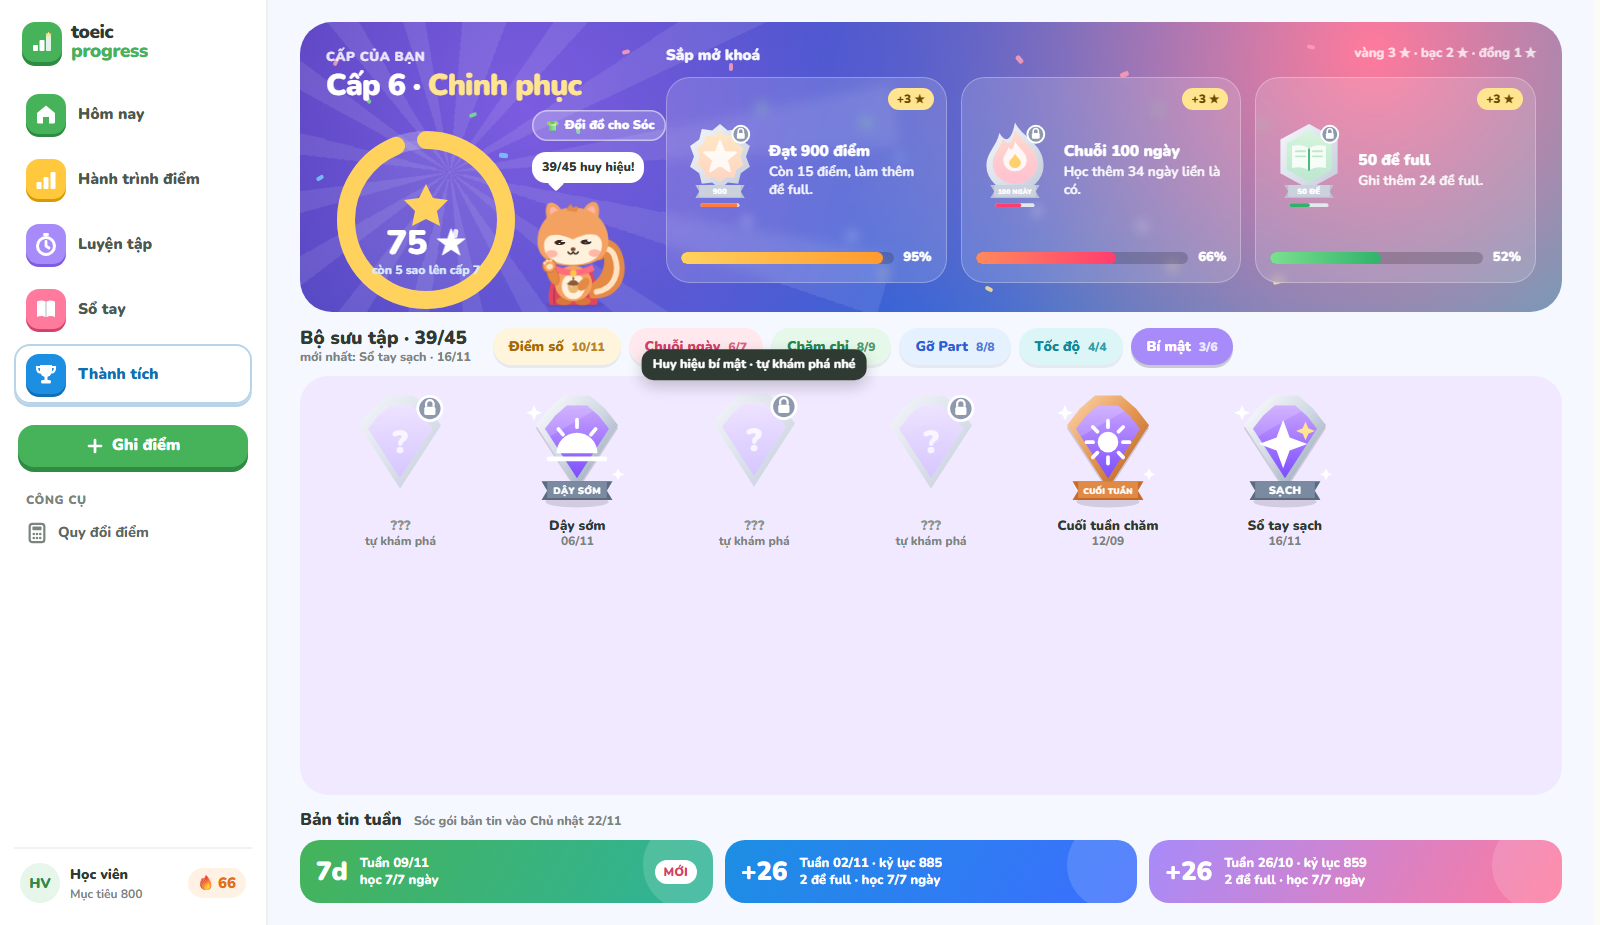 toeic
progress
Hôm nay
Hành trình điểm
Luyện tập
Sổ tay
Thành tích
+ Ghi điểm
CÔNG CỤ
Quy đổi điểm
HV
Học viên
Mục tiêu 800
66
CẤP CỦA BẠN
Cấp 6 · Chinh phục
Đổi đồ cho Sóc
39/45 huy hiệu!
75 ★
còn 5 sao lên cấp 7
Sắp mở khoá
vàng 3 ★ · bạc 2 ★ · đồng 1 ★
+3 ★
900
Đạt 900 điểm
Còn 15 điểm, làm thêm
đề full.
95%
+3 ★
100 NGÀY
Chuỗi 100 ngày
Học thêm 34 ngày liền là
có.
66%
+3 ★
50 ĐỀ
50 đề full
Ghi thêm 24 đề full.
52%
Bộ sưu tập · 39/45
mới nhất: Sổ tay sạch · 16/11
Điểm số 10/11
Chuỗi ngày 6/7
Chăm chỉ 8/9
Gỡ Part 8/8
Tốc độ 4/4
Bí mật 3/6
Huy hiệu bí mật · tự khám phá nhé
?
???
tự khám phá
DẬY SỚM
Dậy sớm
06/11
?
???
tự khám phá
?
???
tự khám phá
CUỐI TUẦN
Cuối tuần chăm
12/09
SẠCH
Sổ tay sạch
16/11
Bản tin tuần
Sóc gói bản tin vào Chủ nhật 22/11
7d
Tuần 09/11
học 7/7 ngày
MỚI
+26
Tuần 02/11 · kỷ lục 885
2 đề full · học 7/7 ngày
+26
Tuần 26/10 · kỷ lục 859
2 đề full · học 7/7 ngày